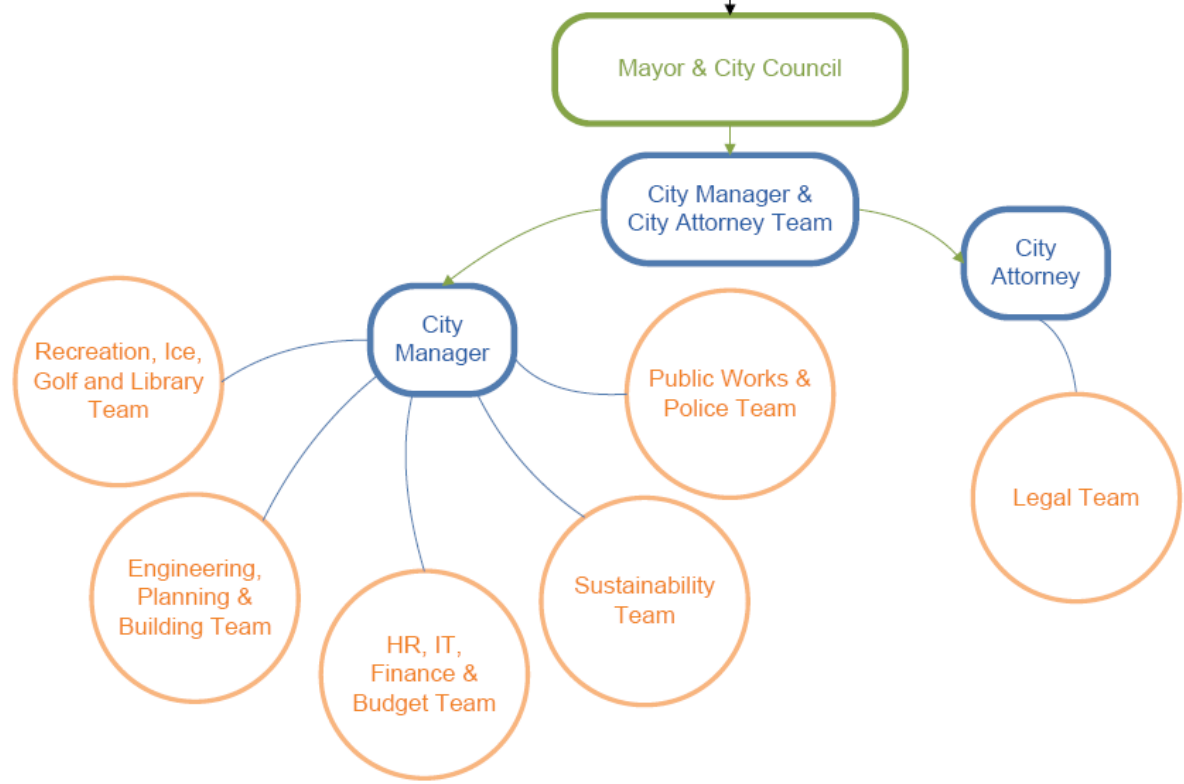 Mayor & City Council
City Manager &
City Attorney Team
City
Attorney
City
Manager
Recreation, Ice,
Golf and Library
Team
Public Works &
Police Team
Legal Team
Engineering,
Planning &
Building Team
Sustainability
Team
HR, IT,
Finance &
Budget Team